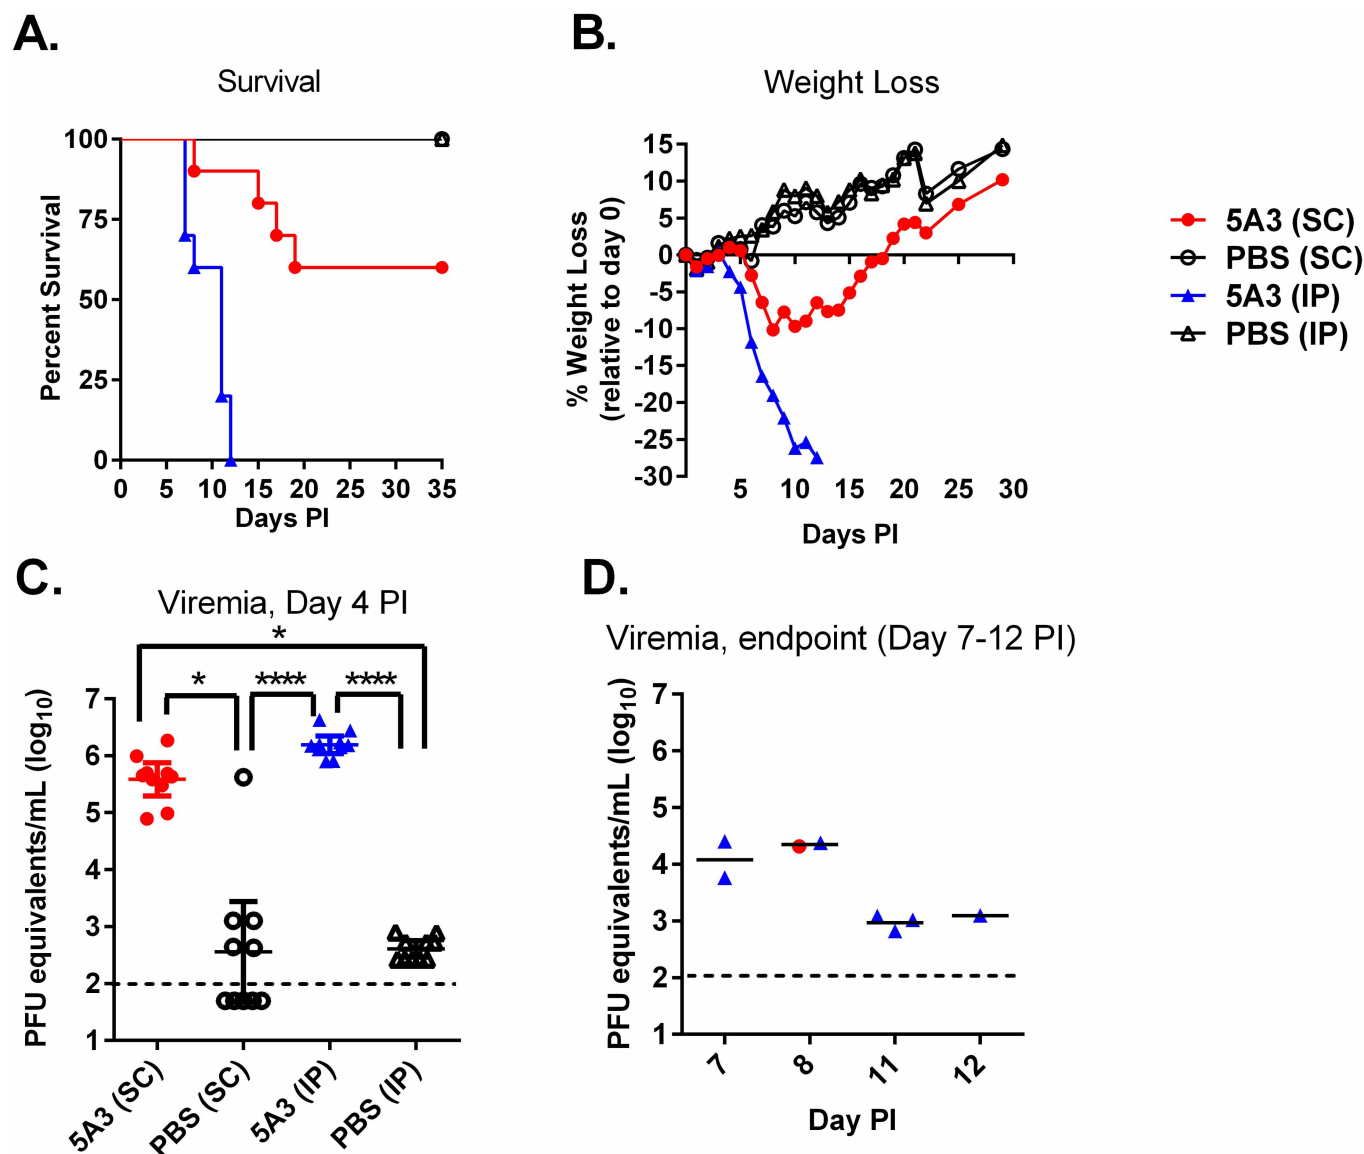 A.
Survival
Percent Survival
100
75
50
25
0
0 5 10 15 20 25 30 35
Days PI
B.
Weight Loss
% Weight Loss
(relative to day 0)
15
10
5
0
-5
-10
-15
-20
-25
-30
5 10 15 20 25 30
Days PI
5A3 (SC)
PBS (SC)
5A3 (IP)
PBS (IP)
C.
Viremia, Day 4 PI
*
* **** ****
PFU equivalents/mL (log10)
7
6
5
4
3
2
1
5A3 (SC)
PBS (SC)
5A3 (IP)
PBS (IP)
D.
Viremia, endpoint (Day 7-12 PI)
PFU equivalents/mL (log10)
7
6
5
4
3
2
1
7 8 11 12
Day PI